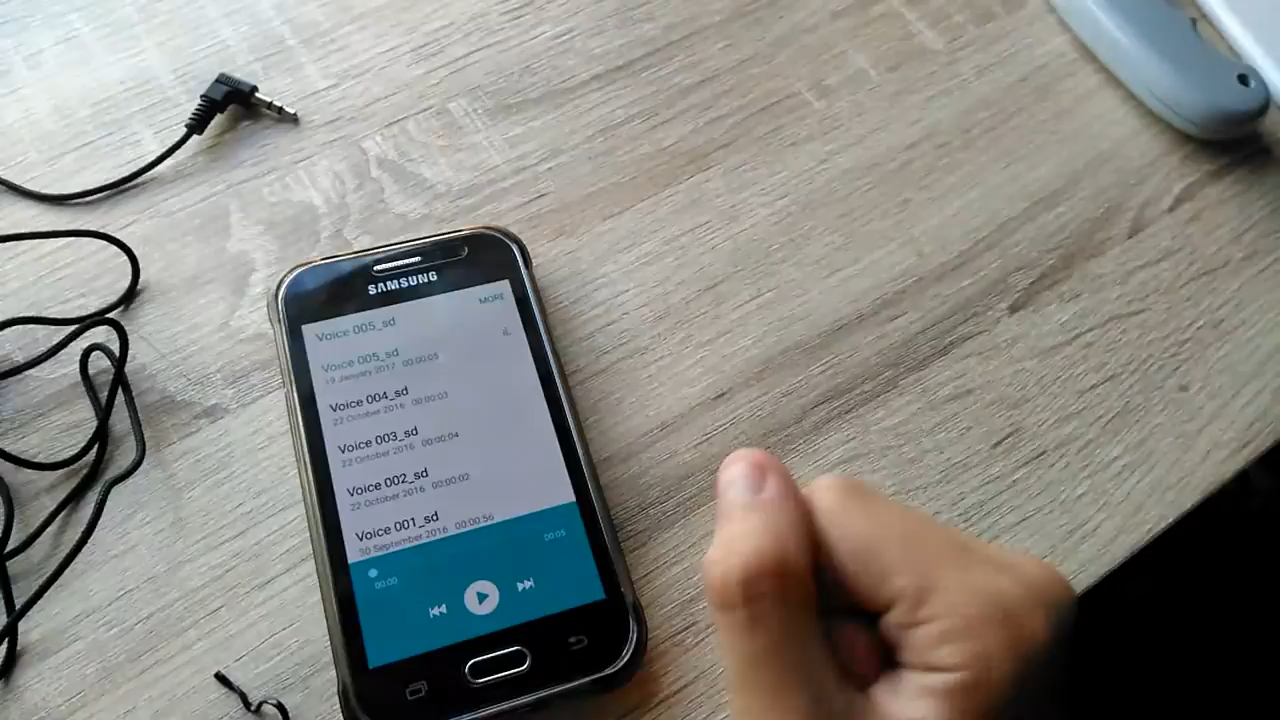 SAMSUNG
MORE
Voice 005_sd
Voice 005_sd
19 January 2017 00:00:05
Voice 004_sd
22 October 2016 00:00:03
Voice 003_sd
22 October 2016 00:00:04
Voice 002_sd
22 October 2016 00:00:02
Voice 001_sd
30 September 2016 00:00:56
00:00
00:05